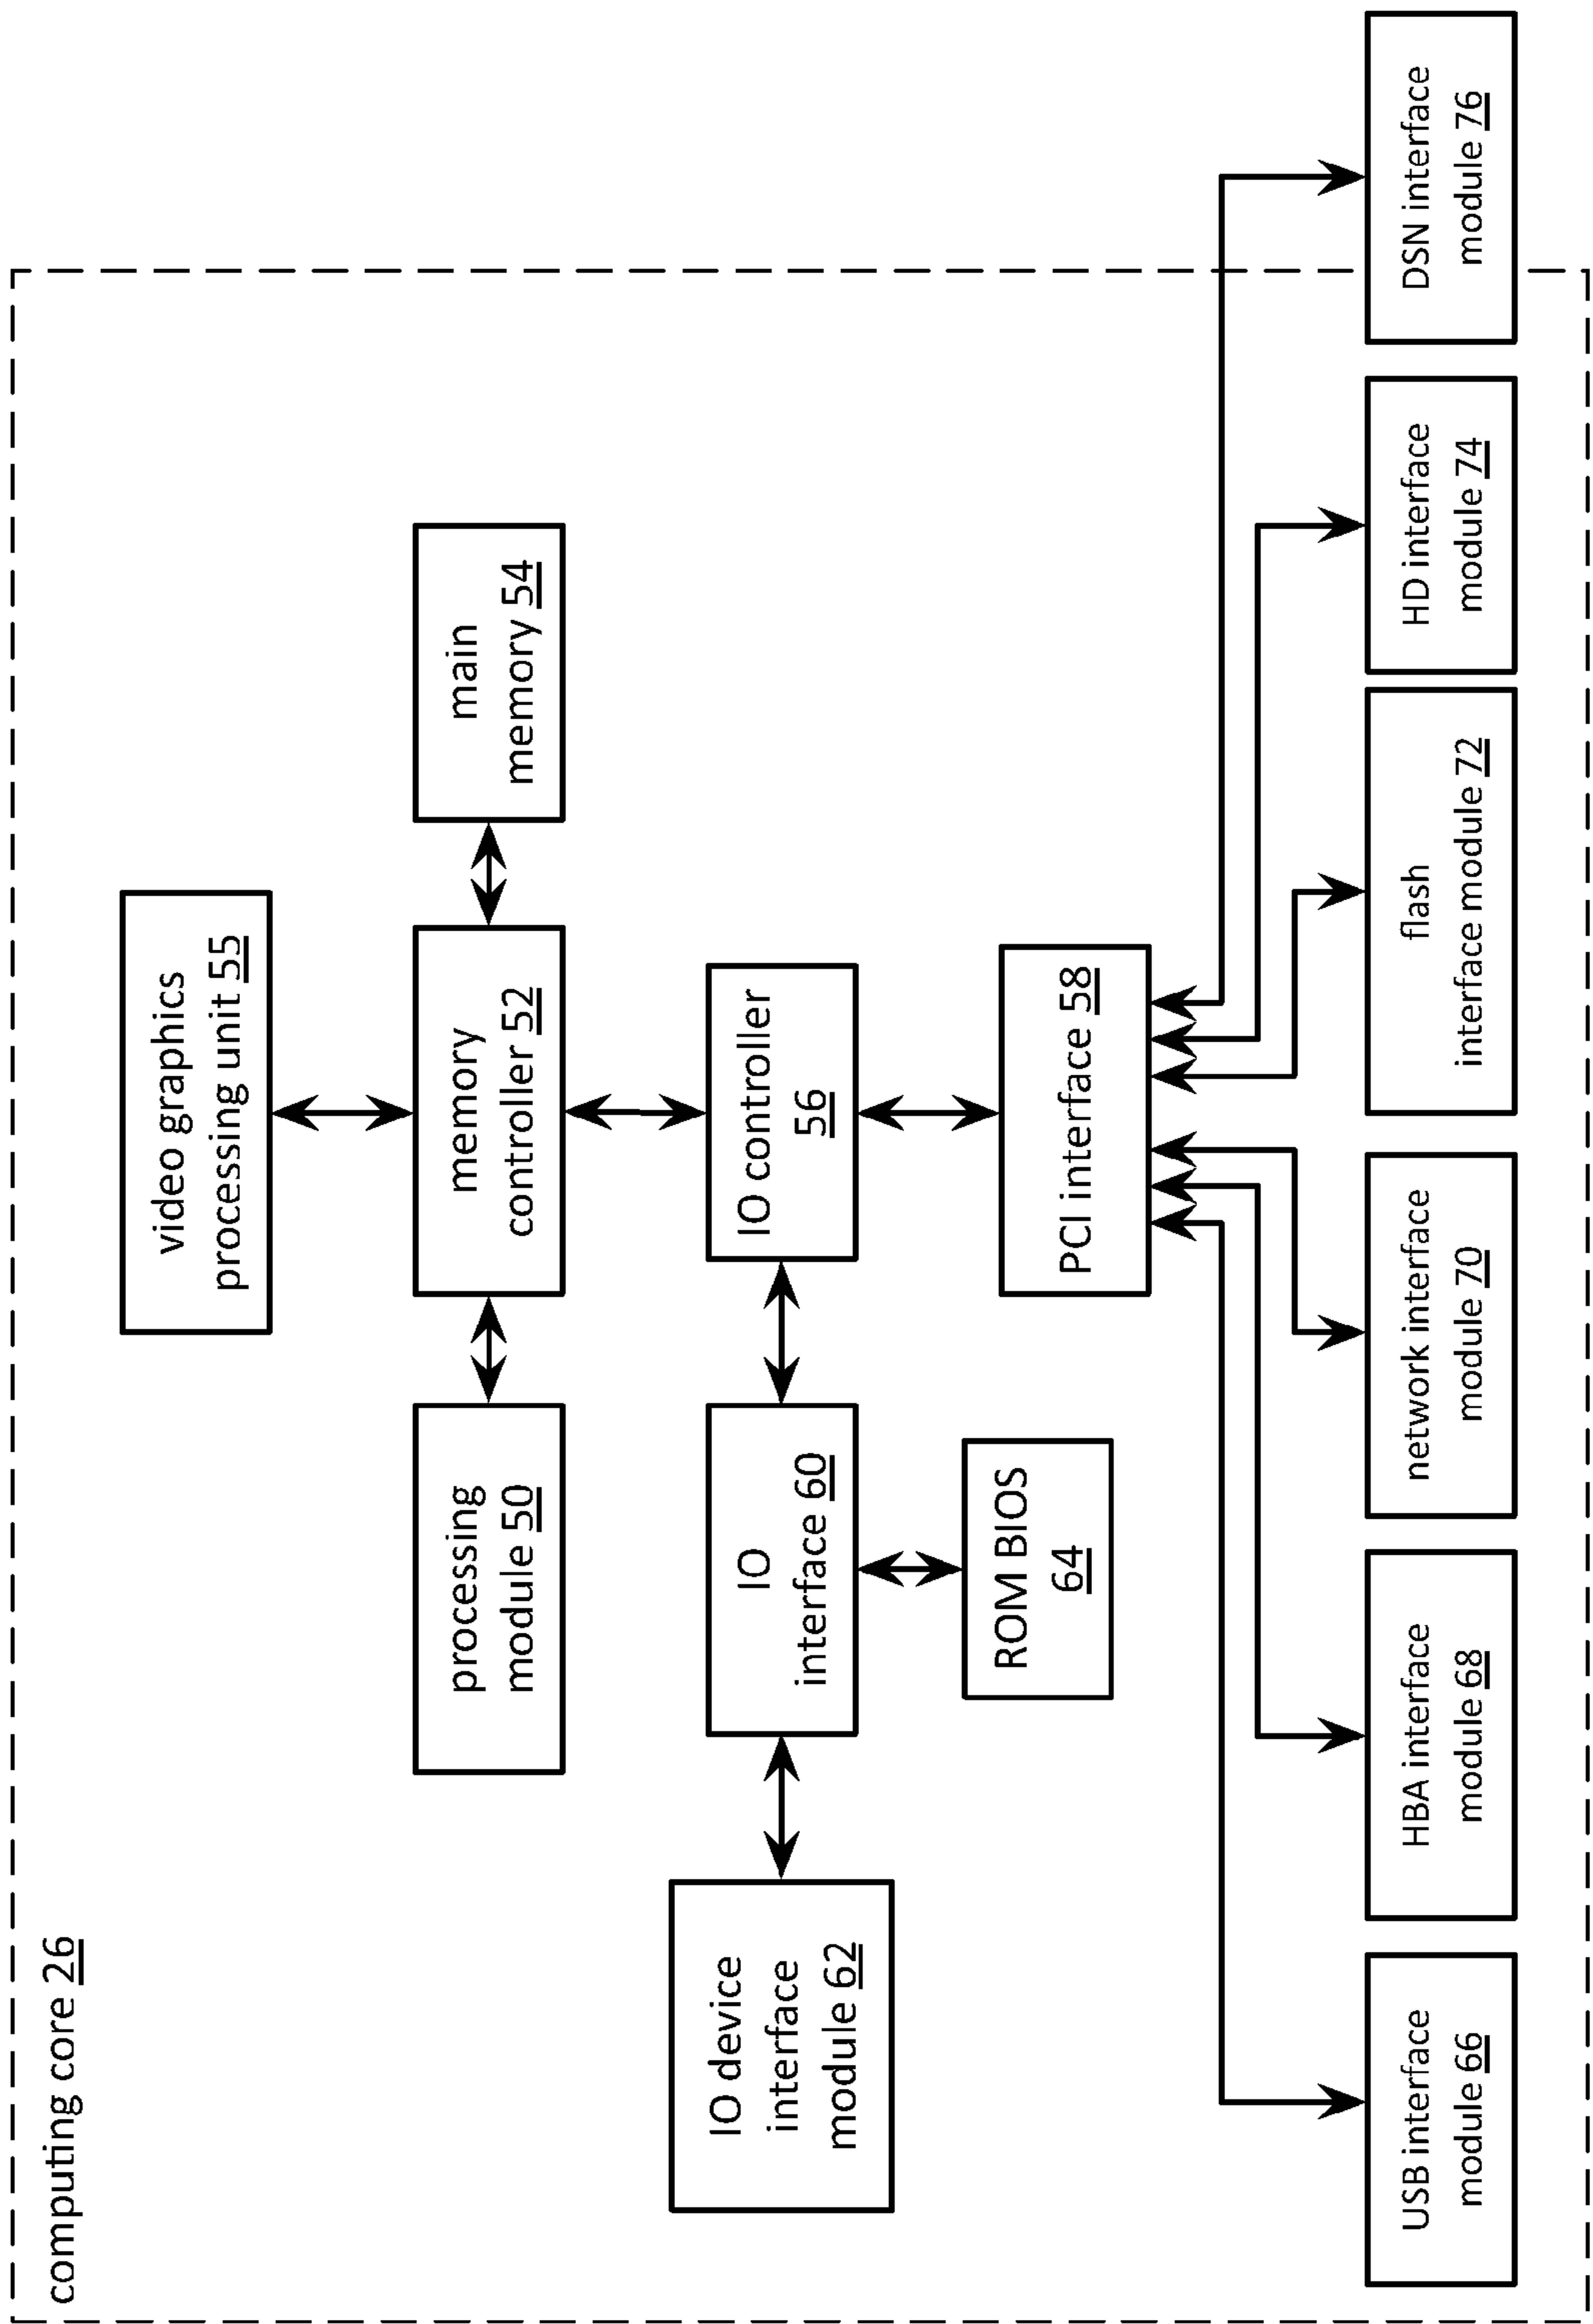 computing core 26
video graphics
processing unit 55
processing
module 50
memory
controller 52
main
memory 54
IO device
interface
module 62
IO
interface 60
IO controller
56
ROM BIOS
64
PCI interface 58
USB interface
module 66
HBA interface
module 68
network interface
module 70
flash
interface module 72
HD interface
module 74
DSN interface
module 76